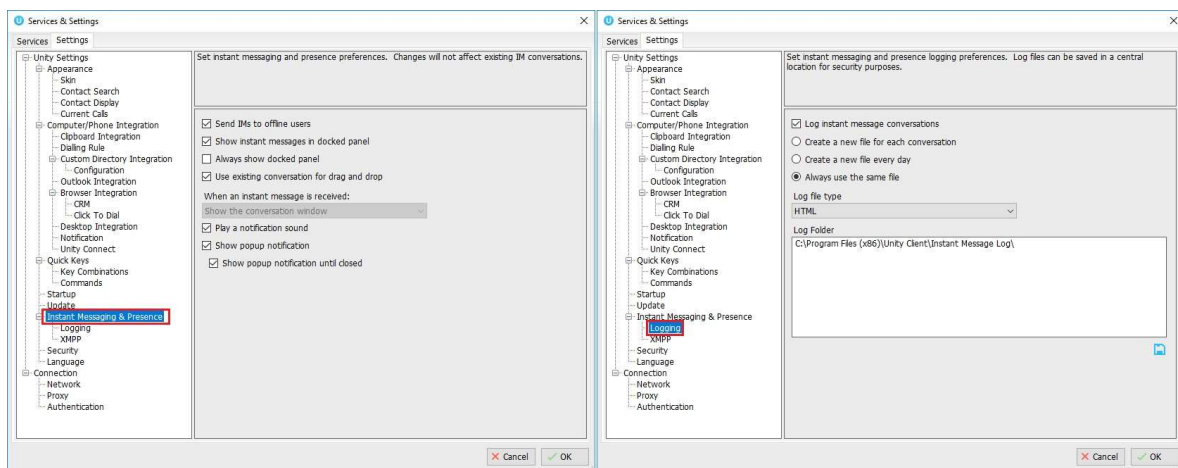 Services & Settings
Services Settings
Unity Settings
Appearance
Skin
Contact Search
Contact Display
Current Calls
Computer/Phone Integration
Clipboard Integration
Dialling Rule
Custom Directory Integration
Configuration
Outlook Integration
Browser Integration
CRM
Click To Dial
Desktop Integration
Notification
Unity Connect
Quick Keys
Key Combinations
Commands
Startup
Update
Instant Messaging & Presence
Logging
XMPP
Security
Language
Connection
Network
Proxy
Authentication
Set instant messaging and presence preferences. Changes will not affect existing IM conversations.
Send IMs to offline users
Show instant messages in docked panel
Always show docked panel
Use existing conversation for drag and drop
When an instant message is received:
Show the conversation window
Play a notification sound
Show popup notification
Show popup notification until closed
Cancel OK
Services & Settings
Services Settings
Unity Settings
Appearance
Skin
Contact Search
Contact Display
Current Calls
Computer/Phone Integration
Clipboard Integration
Dialling Rule
Custom Directory Integration
Configuration
Outlook Integration
Browser Integration
CRM
Click To Dial
Desktop Integration
Notification
Unity Connect
Quick Keys
Key Combinations
Commands
Startup
Update
Instant Messaging & Presence
Logging
XMPP
Security
Language
Connection
Network
Proxy
Authentication
Set instant messaging and presence logging preferences. Log files can be saved in a central
location for security purposes.
Log instant message conversations
Create a new file for each conversation
Create a new file every day
Always use the same file
Log file type
HTML
Log Folder
C:\Program Files (x86)\Unity Client\Instant Message Log\
Cancel OK